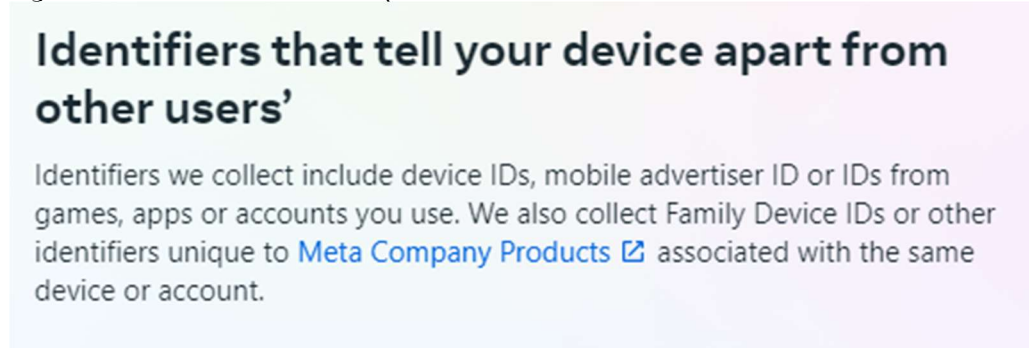 Identifiers that tell your device apart from
other users’
Identifiers we collect include device IDs, mobile advertiser ID or IDs from
games, apps or accounts you use. We also collect Family Device IDs or other
identifiers unique to Meta Company Products associated with the same
device or account.